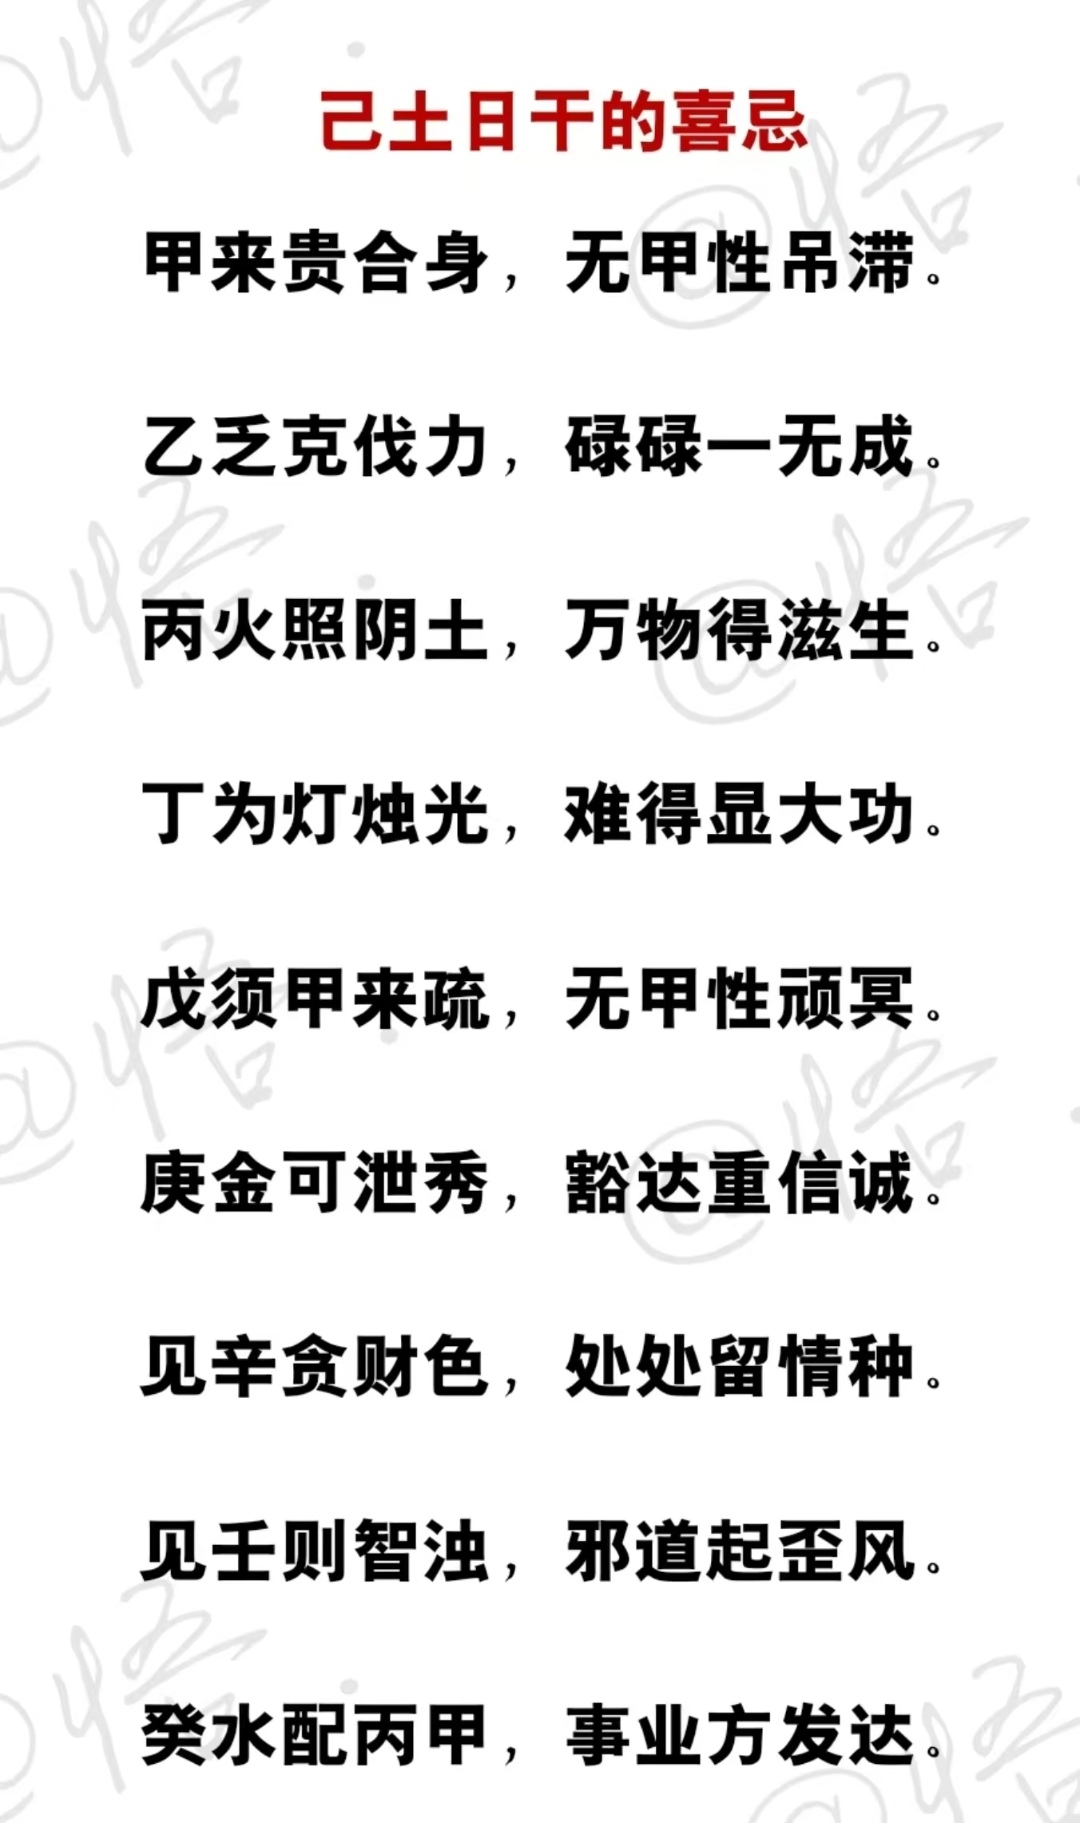 己土日干的喜忌
甲来贵合身，无甲性吊滞。
乙乏克伐力，碌碌一无成。
丙火照阴土，万物得滋生。
丁为灯烛光，难得显大功。
戊须甲来疏，无甲性顽冥。
庚金可泄秀，豁达重信诚。
见辛贪财色，处处留情种。
见壬则智浊，邪道起歪风。
癸水配丙甲，事业方发达。
@悟